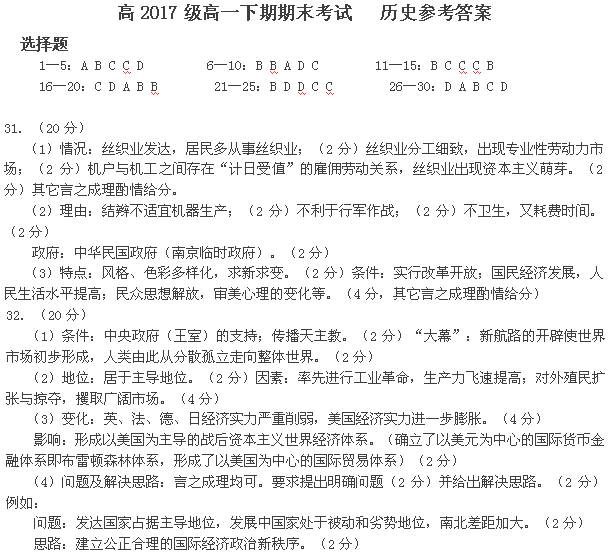 高 2017 级高一下期期末考试 历史参考答案
选择题
1—5：A B C C D 6—10：B B A D C 11—15：B C C C B
16—20：C D A B B 21—25：B D D C C 26—30：D A B C D
31. （20 分）
（1）情况：丝织业发达，居民多从事丝织业；（2 分）丝织业分工细致，出现专业性劳动力市
场；（2 分）机户与机工之间存在“计日受值”的雇佣劳动关系，丝织业出现资本主义萌芽。（2
分）其它言之成理酌情给分。
（2）理由：结辫不适宜机器生产；（2 分）不利于行军作战；（2 分）不卫生，又耗费时间。
（2 分）
政府：中华民国政府（南京临时政府）。（2 分）
（3）特点：风格、色彩多样化，求新求变。（2 分）条件：实行改革开放；国民经济发展，人
民生活水平提高；民众思想解放，审美心理的变化等。（4 分，其它言之成理酌情给分）
32. （20 分）
（1）条件：中央政府（王室）的支持；传播天主教。（2 分）“大幕”：新航路的开辟使世界
市场初步形成，人类由此从分散孤立走向整体世界。（2 分）
（2）地位：居于主导地位。（2 分）因素：率先进行工业革命，生产力飞速提高；对外殖民扩
张与掠夺，攫取广阔市场。（4 分）
（3）变化：英、法、德、日经济实力严重削弱，美国经济实力进一步膨胀。（4 分）
影响：形成以美国为主导的战后资本主义世界经济体系。（确立了以美元为中心的国际货币金
融体系即布雷顿森林体系，形成了以美国为中心的国际贸易体系）（2 分）
（4）问题及解决思路：言之成理均可。要求提出明确问题（2 分）并给出解决思路。（2 分）
例如：
问题：发达国家占据主导地位，发展中国家处于被动和劣势地位，南北差距加大。（2 分）
思路：建立公正合理的国际经济政治新秩序。（2 分）